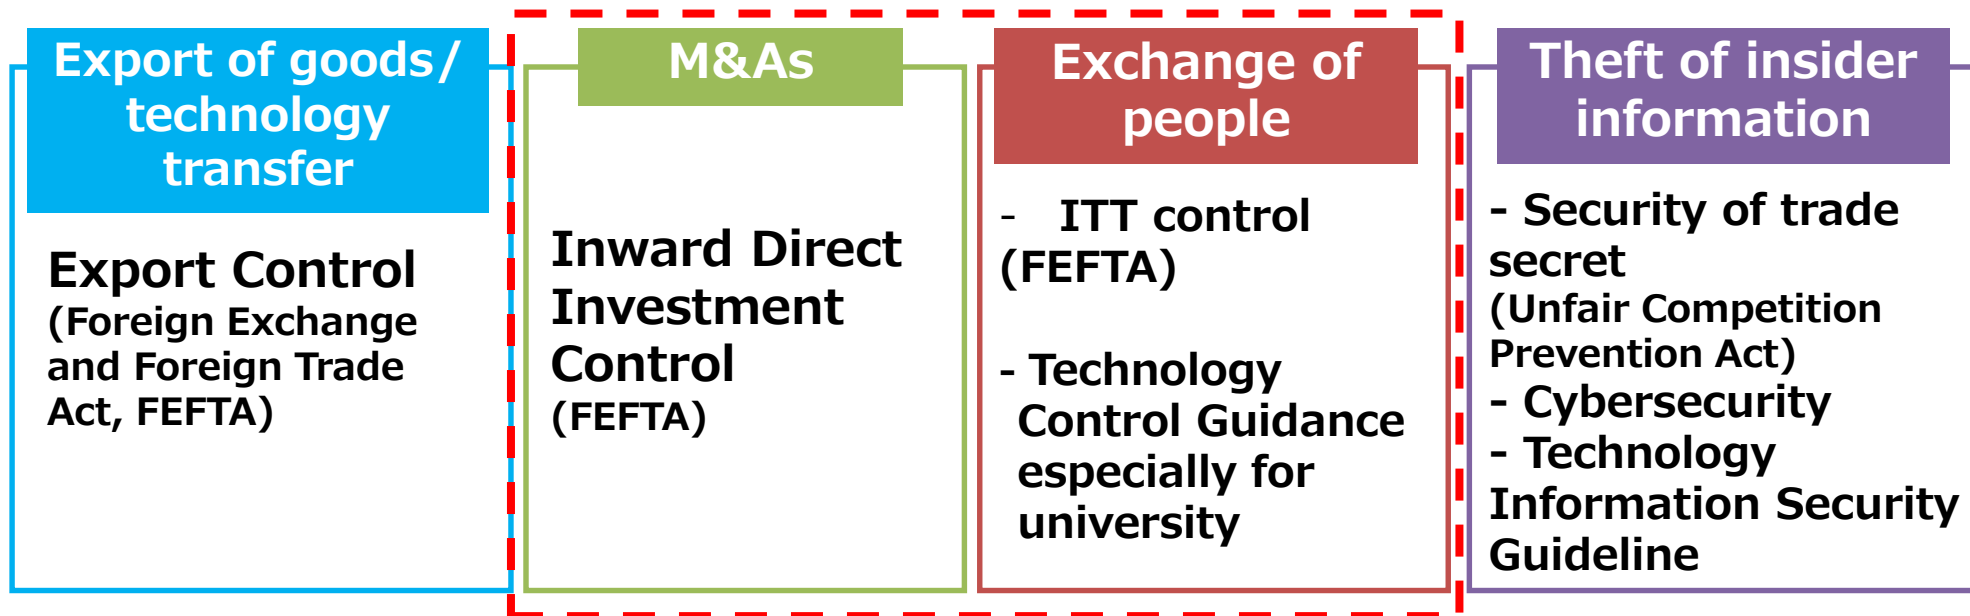 Export of goods/
technology
transfer
Export Control
(Foreign Exchange
and Foreign Trade
Act, FEFTA)
M&As
Inward Direct
Investment
Control
(FEFTA)
Exchange of
people
- ITT control
(FEFTA)
- Technology
Control Guidance
especially for
university
Theft of insider
information
- Security of trade
secret
(Unfair Competition
Prevention Act)
- Cybersecurity
- Technology
Information Security
Guideline